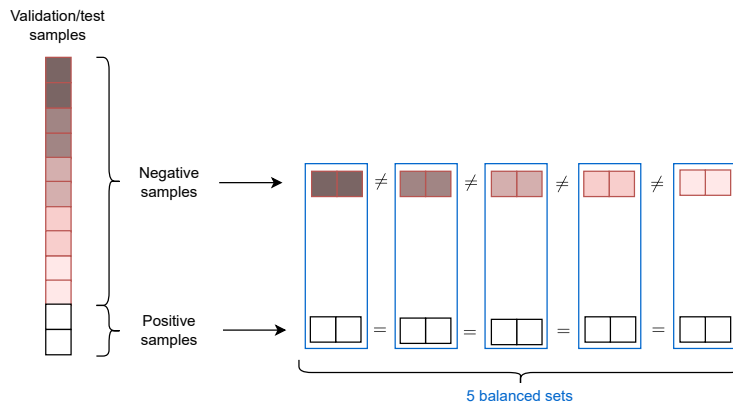 Validation/test
samples
Negative
samples
≠ ≠ ≠ ≠
Positive
samples
= = = =
5 balanced sets